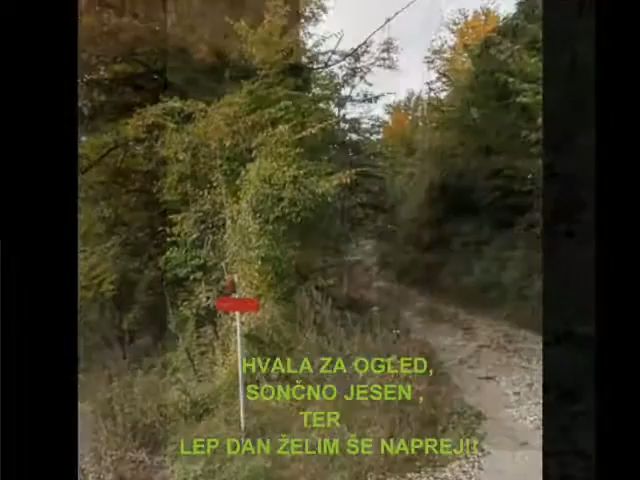 HVALA ZA OGLED,
SONČNO JESEN ,
TER
LEP DAN ŽELIM ŠE NAPREJ!!